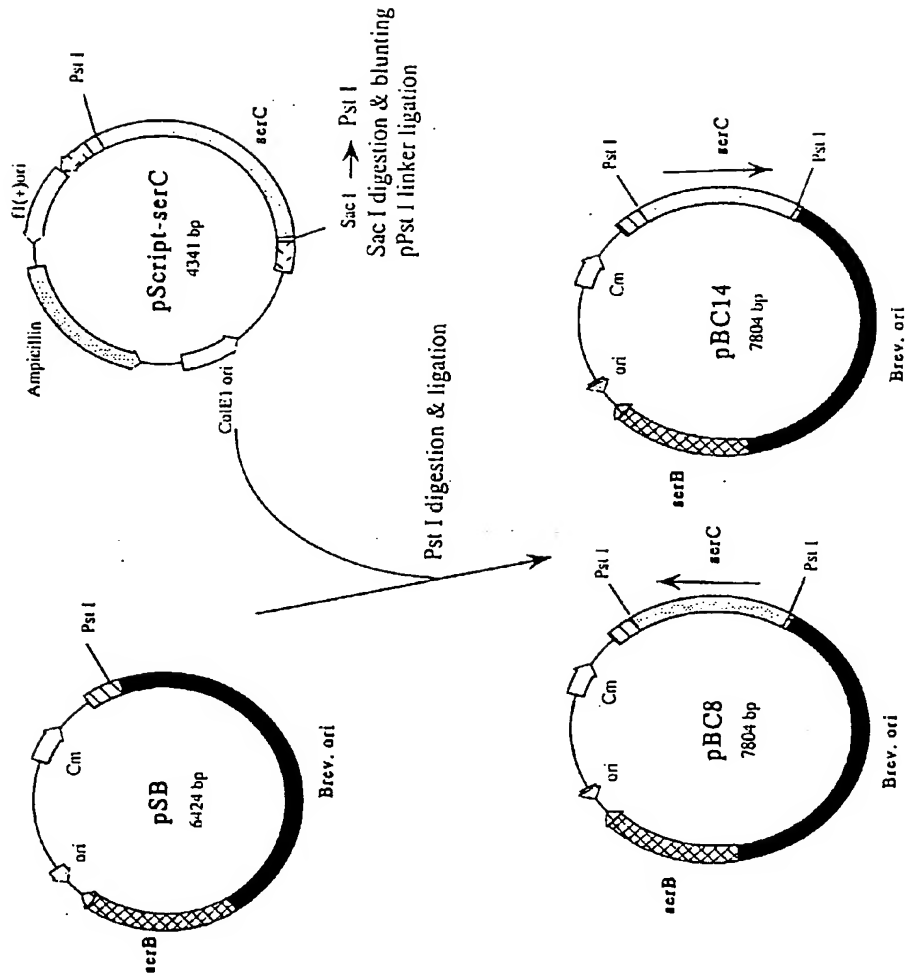 pSB
6424 bp
Pst I
Cm
ori
serB
Brev. ori
pScript-serC
4341 bp
f1(+)ori
Pst I
Ampicillin
serC
ColE1 ori
Sac I → Pst I
Sac I digestion & blunting
pPst I linker ligation
Pst I digestion & ligation
pBC8
7804 bp
Pst I
Cm
ori
serC
serB
Pst I
Brev. ori
pBC14
7804 bp
Pst I
Cm
ori
serC
serB
Pst I
Brev. ori